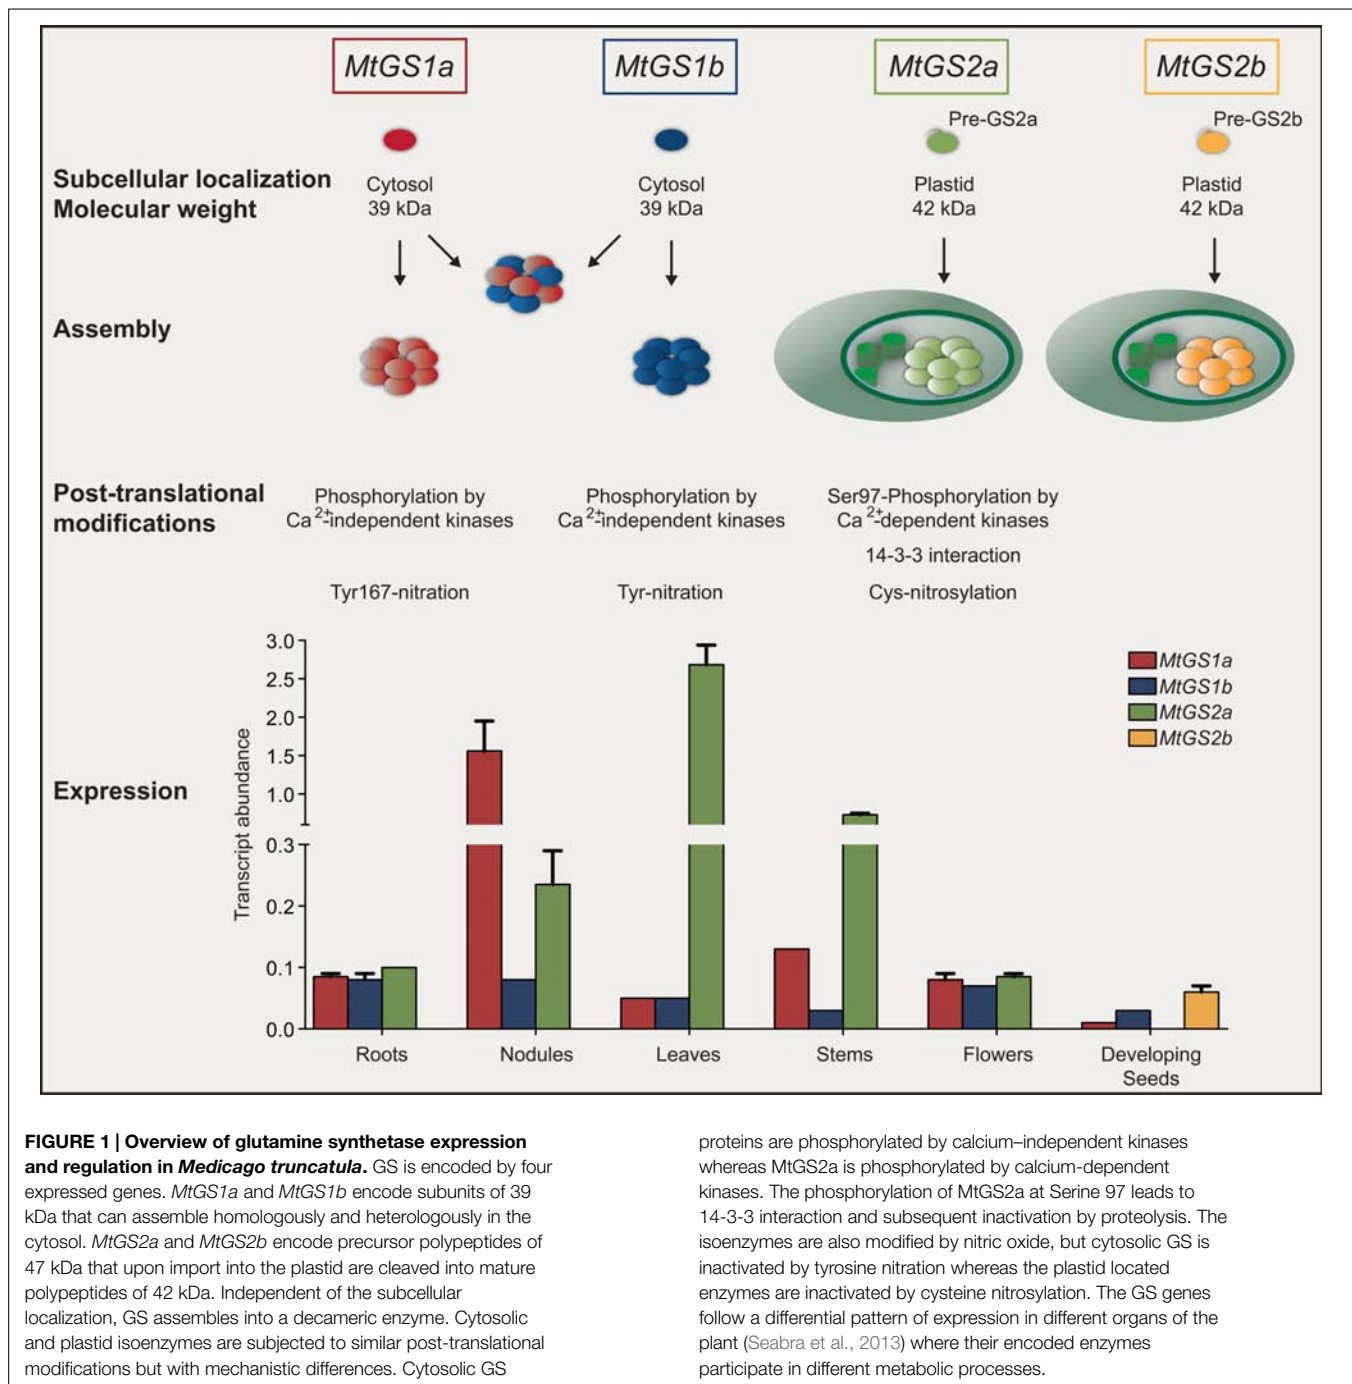 MtGS1a
MtGS1b
MtGS2a
MtGS2b
Pre-GS2a
Pre-GS2b
Subcellular localization
Molecular weight
Cytosol
39 kDa
Cytosol
39 kDa
Plastid
42 kDa
Plastid
42 kDa
Assembly
Post-translational
modifications
Phosphorylation by
Ca2+-independent kinases
Tyr167-nitration
Phosphorylation by
Ca2+-independent kinases
Tyr-nitration
Ser97-Phosphorylation by
Ca2+-dependent kinases
14-3-3 interaction
Cys-nitrosylation
Expression
Transcript abundance
3.0
2.5
2.0
1.5
1.0
0.3
0.2
0.1
0.0
MtGS1a
MtGS1b
MtGS2a
MtGS2b
Roots
Nodules
Leaves
Stems
Flowers
Developing
Seeds
FIGURE 1 | Overview of glutamine synthetase expression
and regulation in Medicago truncatula. GS is encoded by four
expressed genes. MtGS1a and MtGS1b encode subunits of 39
kDa that can assemble homologously and heterologously in the
cytosol. MtGS2a and MtGS2b encode precursor polypeptides of
47 kDa that upon import into the plastid are cleaved into mature
polypeptides of 42 kDa. Independent of the subcellular
localization, GS assembles into a decameric enzyme. Cytosolic
and plastid isoenzymes are subjected to similar post-translational
modifications but with mechanistic differences. Cytosolic GS
proteins are phosphorylated by calcium–independent kinases
whereas MtGS2a is phosphorylated by calcium-dependent
kinases. The phosphorylation of MtGS2a at Serine 97 leads to
14-3-3 interaction and subsequent inactivation by proteolysis. The
isoenzymes are also modified by nitric oxide, but cytosolic GS is
inactivated by tyrosine nitration whereas the plastid located
enzymes are inactivated by cysteine nitrosylation. The GS genes
follow a differential pattern of expression in different organs of the
plant (Seabra et al., 2013) where their encoded enzymes
participate in different metabolic processes.